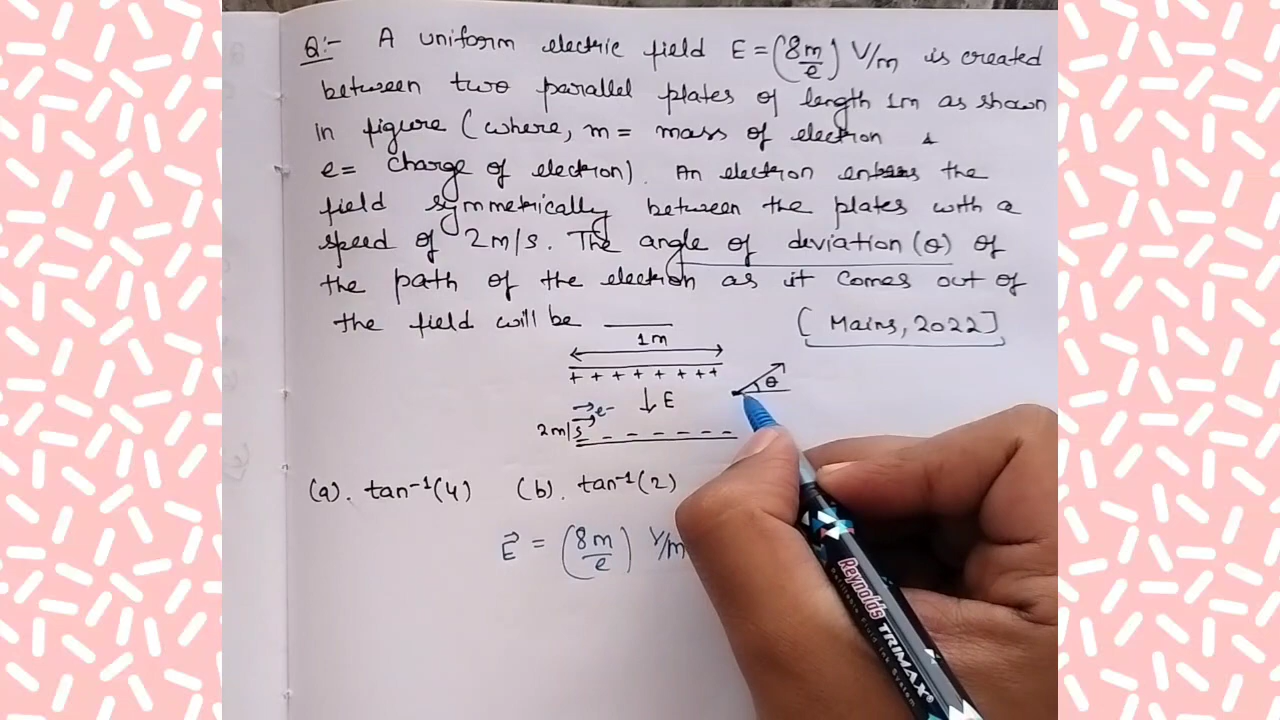 Q:- A uniform electric field E = (8m/e) V/m is created
between two parallel plates of length 1m as shown
in figure (where, m = mass of electron &
e = charge of electron). An electron enters the
field symmetrically between the plates with a
speed of 2m/s. The angle of deviation (θ) of
the path of the electron as it comes out of
the field will be ______ [Mains, 2022]
1m
+ + + + + + + +
θ
e-
E
2m/s
- - - - - -
(a). tan-1(4) (b). tan-1(2)
E⃗ = (8m/e) V/m
Reynolds TRIMAX